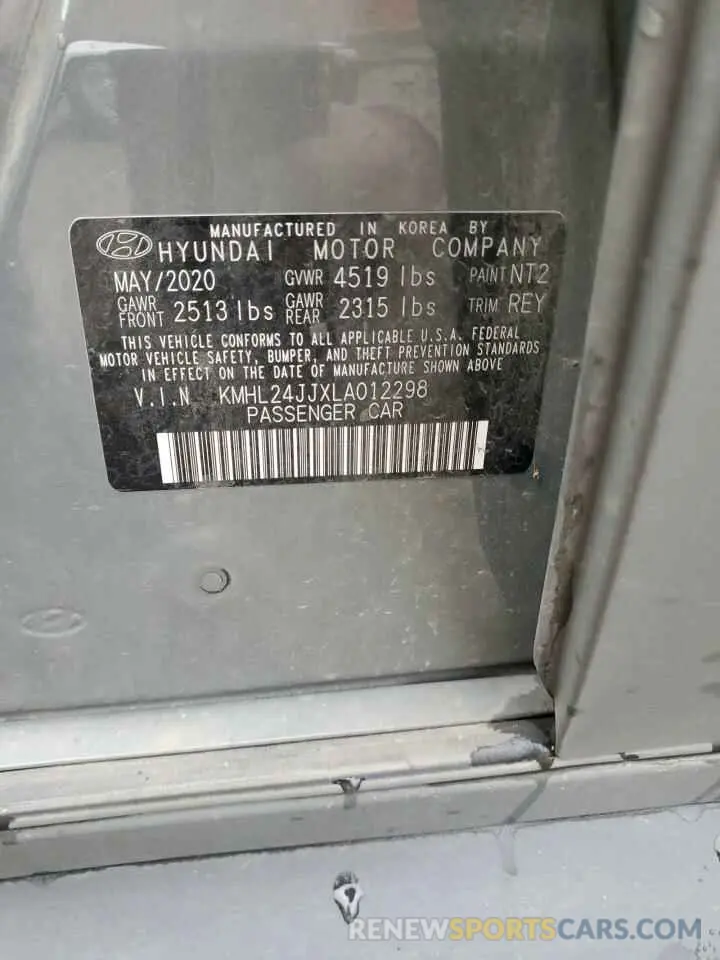 MANUFACTURED IN KOREA BY
HYUNDAI MOTOR COMPANY
MAY/2020 GVWR 4519 lbs PAINT NT2
GAWR FRONT 2513 lbs GAWR REAR 2315 lbs TRIM REY
THIS VEHICLE CONFORMS TO ALL APPLICABLE U.S.A. FEDERAL
MOTOR VEHICLE SAFETY, BUMPER, AND THEFT PREVENTION STANDARDS
IN EFFECT ON THE DATE OF MANUFACTURE SHOWN ABOVE
V.I.N KMHL24JJXLA012298
PASSENGER CAR
RENEWSPORTSCARS.COM